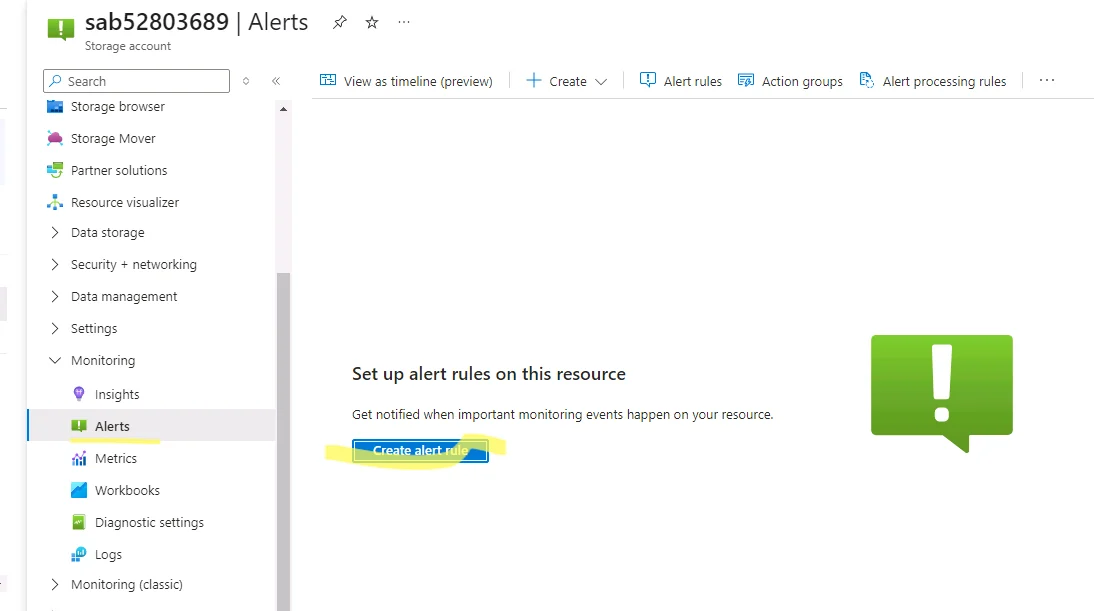 sab52803689 | Alerts
Storage account
Search
View as timeline (preview)
Create
Alert rules
Action groups
Alert processing rules
Storage browser
Storage Mover
Partner solutions
Resource visualizer
Data storage
Security + networking
Data management
Settings
Monitoring
Insights
Alerts
Metrics
Workbooks
Diagnostic settings
Logs
Monitoring (classic)
Set up alert rules on this resource
Get notified when important monitoring events happen on your resource.
Create alert rule